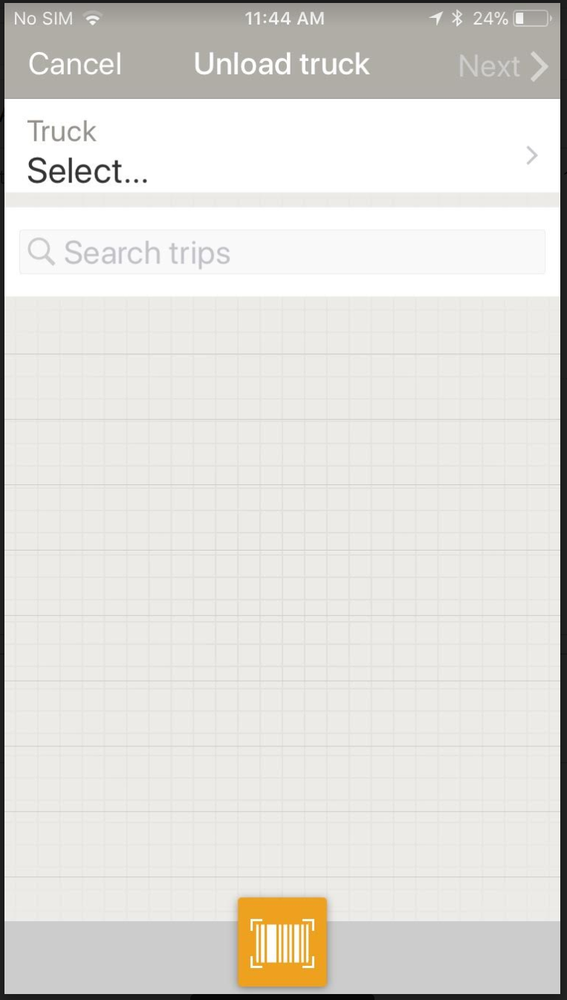 No SIM 11:44 AM 24%
Cancel Unload truck Next
Truck
Select...
Search trips